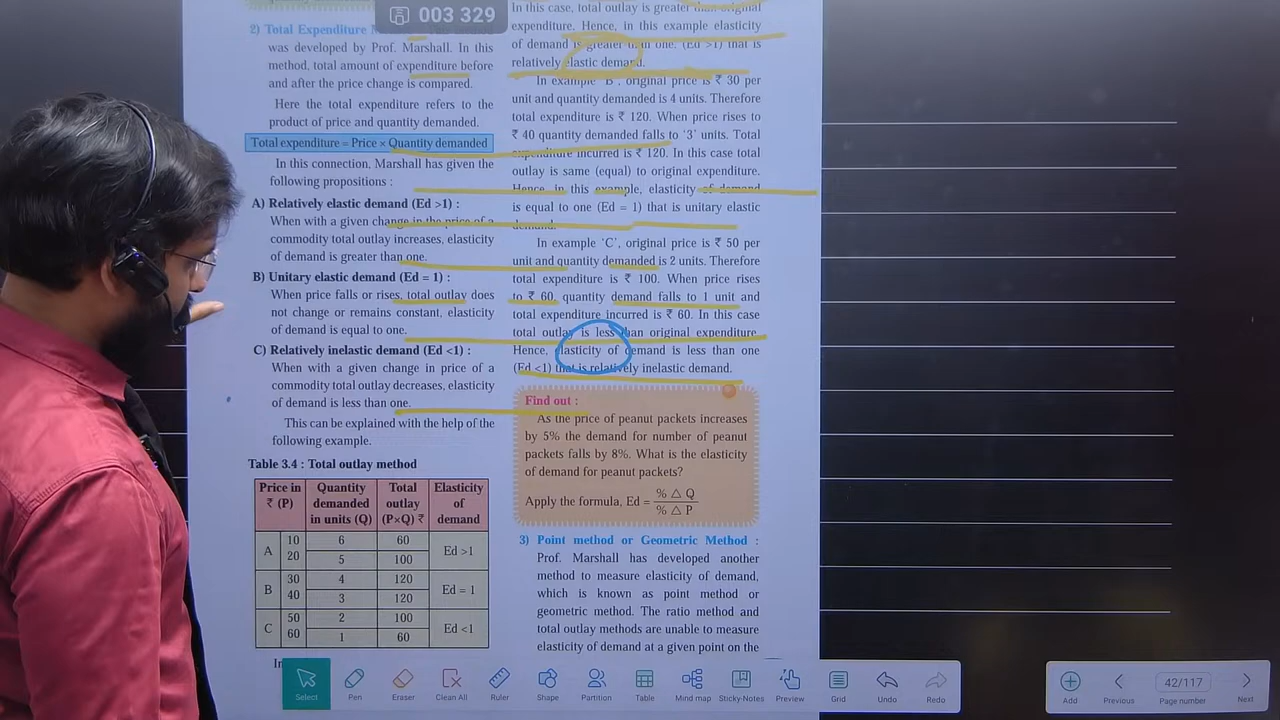 003 329
2) Total Expenditure
was developed by Prof. Marshall. In this
method, total amount of expenditure before
and after the price change is compared.
Here the total expenditure refers to the
product of price and quantity demanded.
Total expenditure = Price × Quantity demanded
In this connection, Marshall has given the
following propositions :
A) Relatively elastic demand (Ed >1) :
When with a given change in the price of a
commodity total outlay increases, elasticity
of demand is greater than one.
B) Unitary elastic demand (Ed = 1) :
When price falls or rises, total outlay does
not change or remains constant, elasticity
of demand is equal to one.
C) Relatively inelastic demand (Ed <1) :
When with a given change in price of a
commodity total outlay decreases, elasticity
of demand is less than one.
This can be explained with the help of the
following example.
Table 3.4 : Total outlay method
Price in ₹ (P) Quantity demanded in units (Q) Total outlay (P×Q) ₹ Elasticity of demand
A 10 6 60 Ed >1
20 5 100
B 30 4 120 Ed = 1
40 3 120
C 50 2 100 Ed <1
60 1 60
In this case, total outlay is greater than original
expenditure. Hence, in this example elasticity
of demand is greater than one. (Ed >1) that is
relatively elastic demand.
In example 'B', original price is ₹ 30 per
unit and quantity demanded is 4 units. Therefore
total expenditure is ₹ 120. When price rises to
₹ 40 quantity demanded falls to '3' units. Total
expenditure incurred is ₹ 120. In this case total
outlay is same (equal) to original expenditure.
Hence, in this example, elasticity of demand
is equal to one (Ed = 1) that is unitary elastic
demand.
In example 'C', original price is ₹ 50 per
unit and quantity demanded is 2 units. Therefore
total expenditure is ₹ 100. When price rises
to ₹ 60, quantity demand falls to 1 unit and
total expenditure incurred is ₹ 60. In this case
total outlay is less than original expenditure.
Hence, elasticity of demand is less than one
(Ed <1) that is relatively inelastic demand.
Find out :
As the price of peanut packets increases
by 5% the demand for number of peanut
packets falls by 8%. What is the elasticity
of demand for peanut packets?
Apply the formula, Ed = % △ Q / % △ P
3) Point method or Geometric Method :
Prof. Marshall has developed another
method to measure elasticity of demand,
which is known as point method or
geometric method. The ratio method and
total outlay methods are unable to measure
elasticity of demand at a given point on the
Select Pen Eraser Clean All Ruler Shape Partition Table Mind map Sticky-Notes Preview Grid Undo Redo
Add Previous 42/117 Page number Next